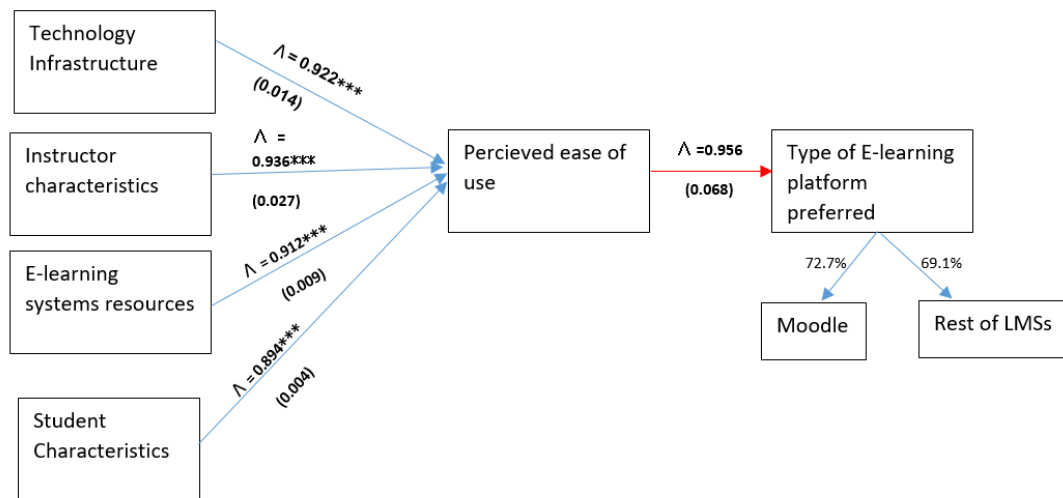 Technology
Infrastructure
Λ = 0.922***
(0.014)
Instructor
characteristics
Λ =
0.936***
(0.027)
E-learning
systems resources
Λ = 0.912***
(0.009)
Student
Characteristics
Λ = 0.894***
(0.004)
Percieved ease of
use
Λ =0.956
(0.068)
Type of E-learning
platform
preferred
72.7%
69.1%
Moodle
Rest of LMSs